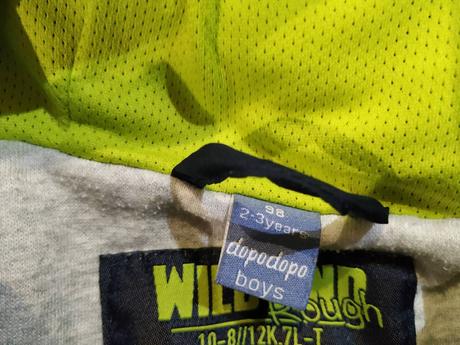 98
2-3years
dopodopo
boys
WILD
Rough
10-8//12K.7L-T